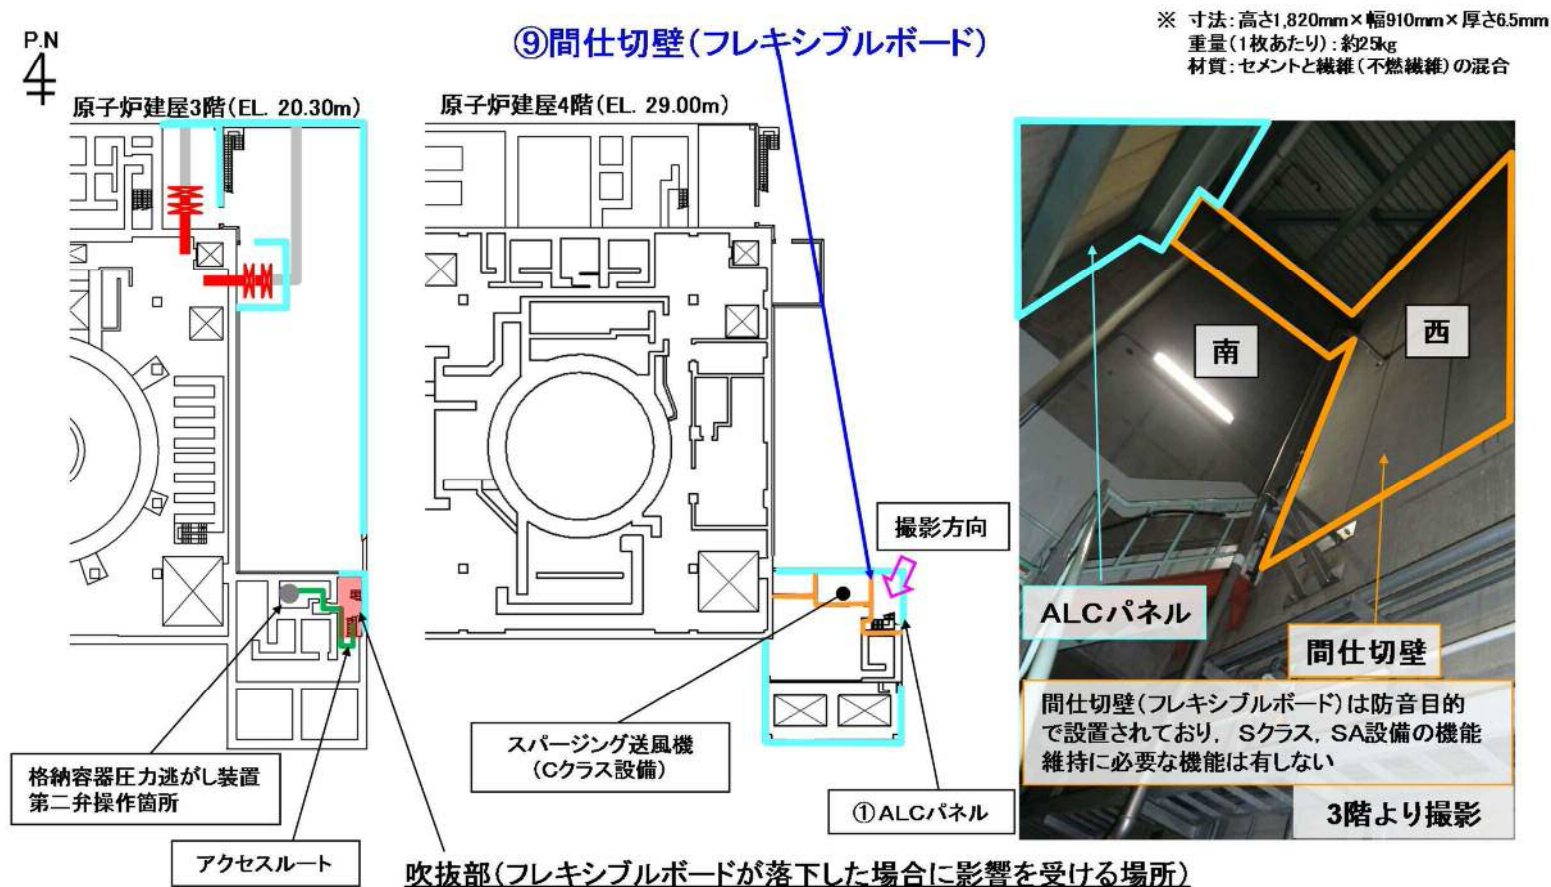 ⑨間仕切壁(フレキシブルボード)
※ 寸法:高さ1,820mm×幅910mm×厚さ6.5mm
重量(1枚あたり):約25kg
材質:セメントと繊維(不燃繊維)の混合
P.N
原子炉建屋3階(EL. 20.30m)
原子炉建屋4階(EL. 29.00m)
南
西
撮影方向
ALCパネル
間仕切壁
間仕切壁(フレキシブルボード)は防音目的
で設置されており, Sクラス, SA設備の機能
維持に必要な機能は有しない
3階より撮影
スパージング送風機
(Cクラス設備)
①ALCパネル
格納容器圧力逃がし装置
第二弁操作箇所
アクセスルート
吹抜部(フレキシブルボードが落下した場合に影響を受ける場所)